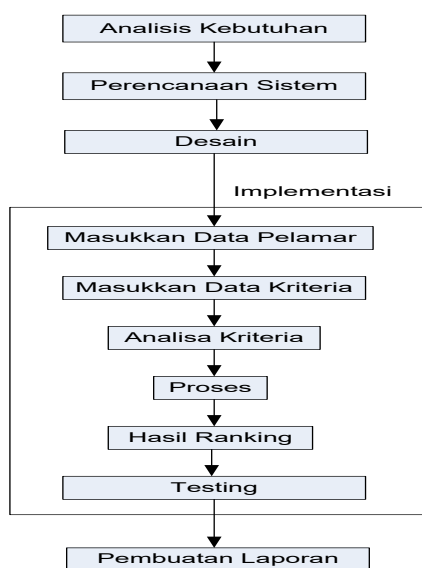 Analisis Kebutuhan
Perencanaan Sistem
Desain
Implementasi
Masukkan Data Pelamar
Masukkan Data Kriteria
Analisa Kriteria
Proses
Hasil Ranking
Testing
Pembuatan Laporan